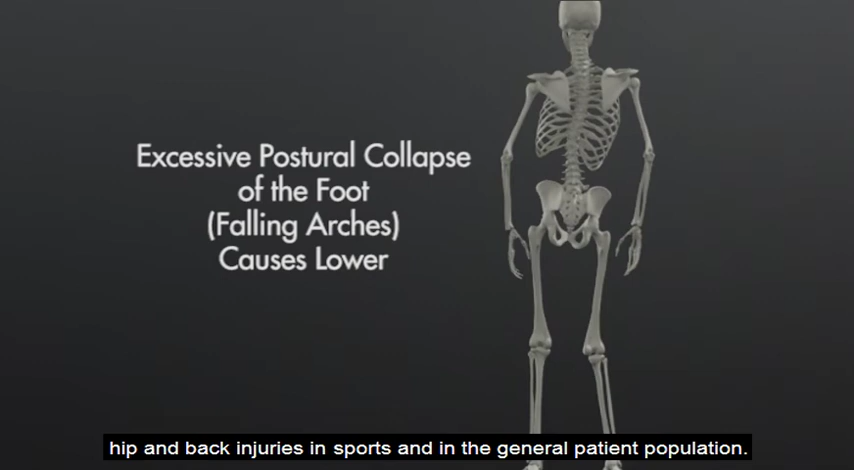 Excessive Postural Collapse
of the Foot
(Falling Arches)
Causes Lower
hip and back injuries in sports and in the general patient population.